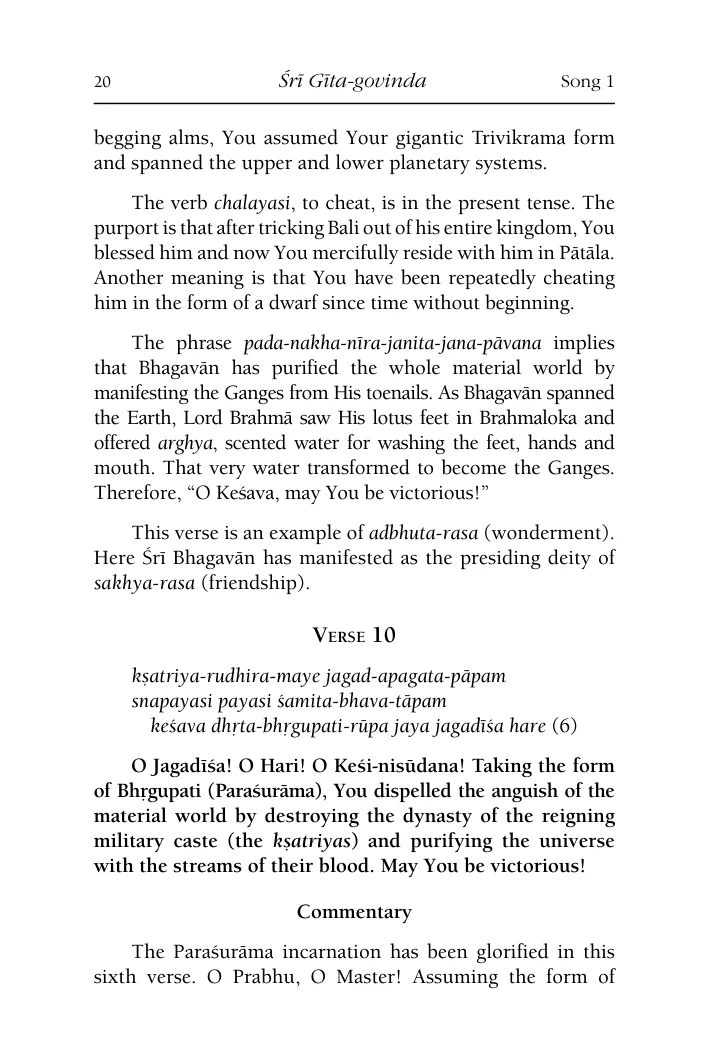 20 Śrī Gīta-govinda Song 1
begging alms, You assumed Your gigantic Trivikrama form
and spanned the upper and lower planetary systems.
The verb chalayasi, to cheat, is in the present tense. The
purport is that after tricking Bali out of his entire kingdom, You
blessed him and now You mercifully reside with him in Pātāla.
Another meaning is that You have been repeatedly cheating
him in the form of a dwarf since time without beginning.
The phrase pada-nakha-nīra-janita-jana-pāvana implies
that Bhagavān has purified the whole material world by
manifesting the Ganges from His toenails. As Bhagavān spanned
the Earth, Lord Brahmā saw His lotus feet in Brahmaloka and
offered arghya, scented water for washing the feet, hands and
mouth. That very water transformed to become the Ganges.
Therefore, “O Keśava, may You be victorious!”
This verse is an example of adbhuta-rasa (wonderment).
Here Śrī Bhagavān has manifested as the presiding deity of
sakhya-rasa (friendship).
Verse 10
kṣatriya-rudhira-maye jagad-apagata-pāpam
snapayasi payasi śamita-bhava-tāpam
keśava dhṛta-bhṛgupati-rūpa jaya jagadīśa hare (6)
O Jagadīśa! O Hari! O Keśi-nisūdana! Taking the form
of Bhṛgupati (Paraśurāma), You dispelled the anguish of the
material world by destroying the dynasty of the reigning
military caste (the kṣatriyas) and purifying the universe
with the streams of their blood. May You be victorious!
Commentary
The Paraśurāma incarnation has been glorified in this
sixth verse. O Prabhu, O Master! Assuming the form of